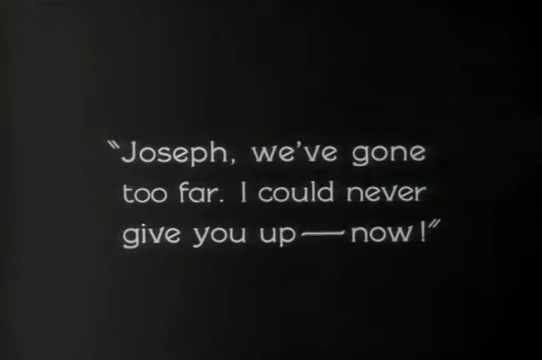 "Joseph, we've gone
too far. I could never
give you up — now!"